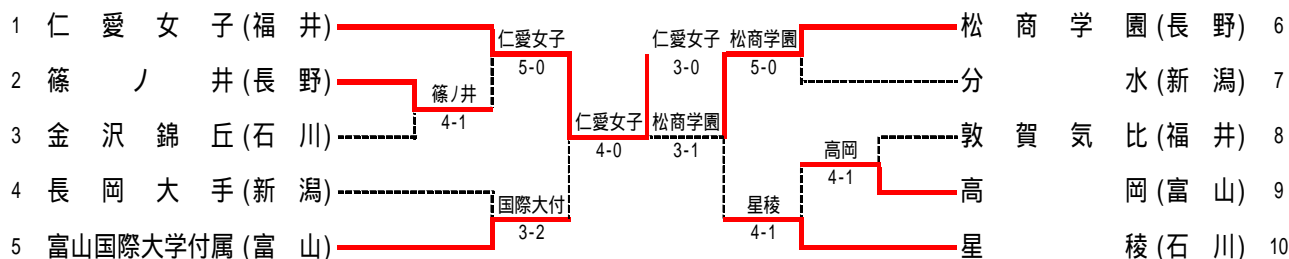 1 仁愛女子(福井)
2 篠ノ井(長野)
3 金沢錦丘(石川)
4 長岡大手(新潟)
5 富山国際大学付属(富山)
篠ノ井
4-1
仁愛女子
5-0
国際大付
3-2
仁愛女子
4-0
仁愛女子
3-0
松商学園
3-1
松商学園
5-0
星稜
4-1
高岡
4-1
松商学園(長野) 6
分水(新潟) 7
敦賀気比(福井) 8
高岡(富山) 9
星稜(石川) 10